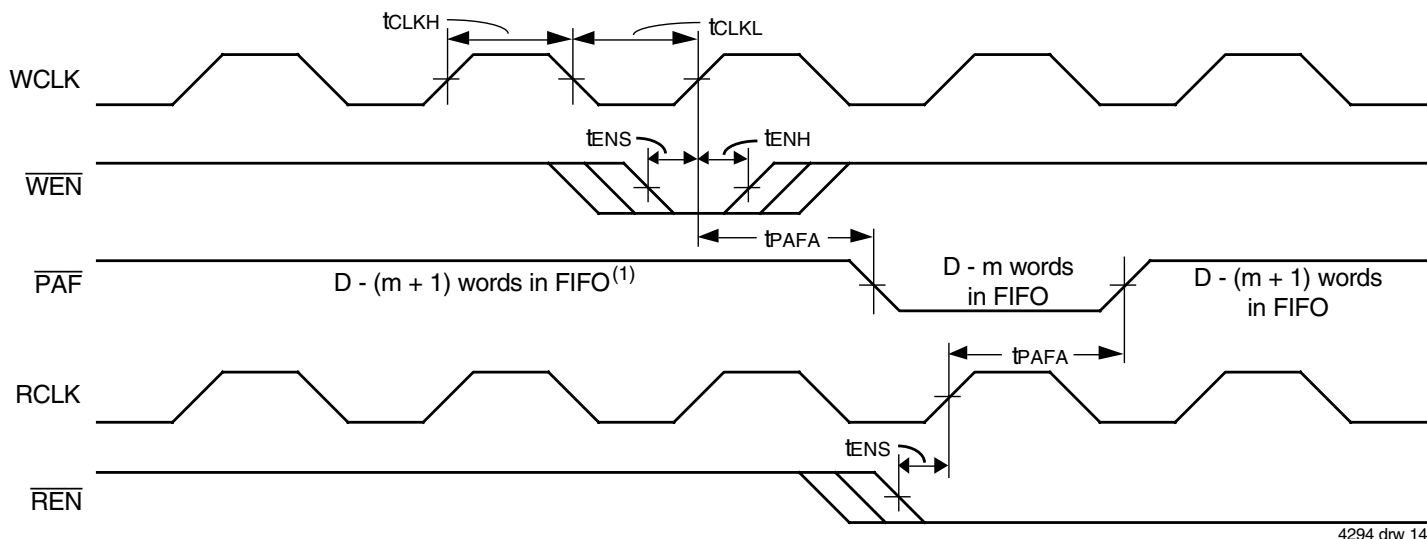 tCLKH
tCLKL
WCLK
tENS
tENH
WEN
tPAFA
PAF
D - (m + 1) words in FIFO(1)
D - m words
in FIFO
D - (m + 1) words
in FIFO
tPAFA
RCLK
tENS
REN
4294 drw 14